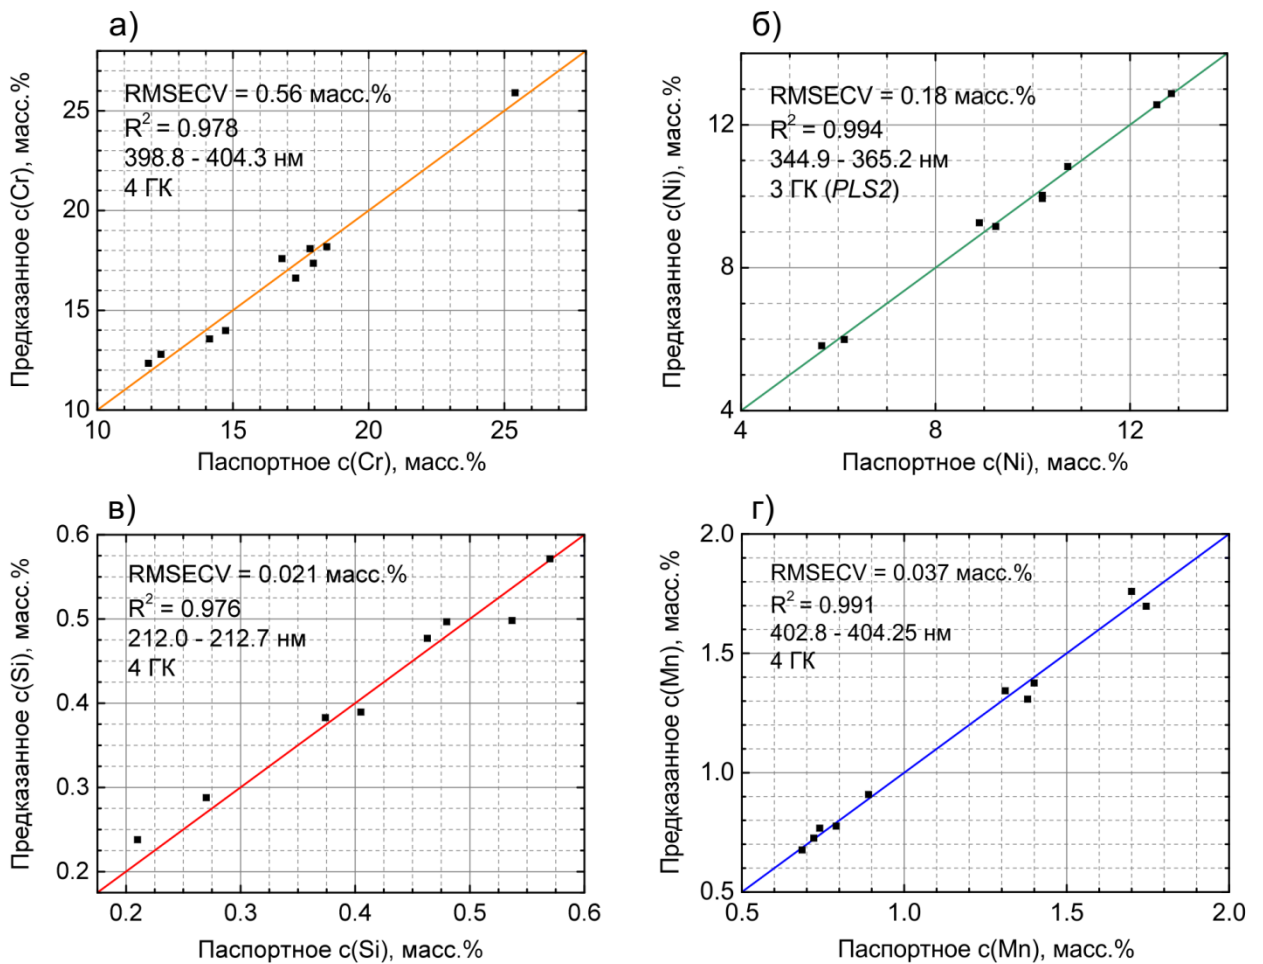 а)
RMSECV = 0.56 масс.%
R² = 0.978
398.8 - 404.3 нм
4 ГК
25
20
15
10
10 15 20 25
Предказанное c(Cr), масс.%
Паспортное c(Cr), масс.%
б)
RMSECV = 0.18 масс.%
R² = 0.994
344.9 - 365.2 нм
3 ГК (PLS2)
12
8
4
4 8 12
Предказанное c(Ni), масс.%
Паспортное c(Ni), масс.%
в)
RMSECV = 0.021 масс.%
R² = 0.976
212.0 - 212.7 нм
4 ГК
0.6
0.5
0.4
0.3
0.2
0.2 0.3 0.4 0.5 0.6
Предказанное c(Si), масс.%
Паспортное c(Si), масс.%
г)
RMSECV = 0.037 масс.%
R² = 0.991
402.8 - 404.25 нм
4 ГК
2.0
1.5
1.0
0.5
0.5 1.0 1.5 2.0
Предказанное c(Mn), масс.%
Паспортное c(Mn), масс.%